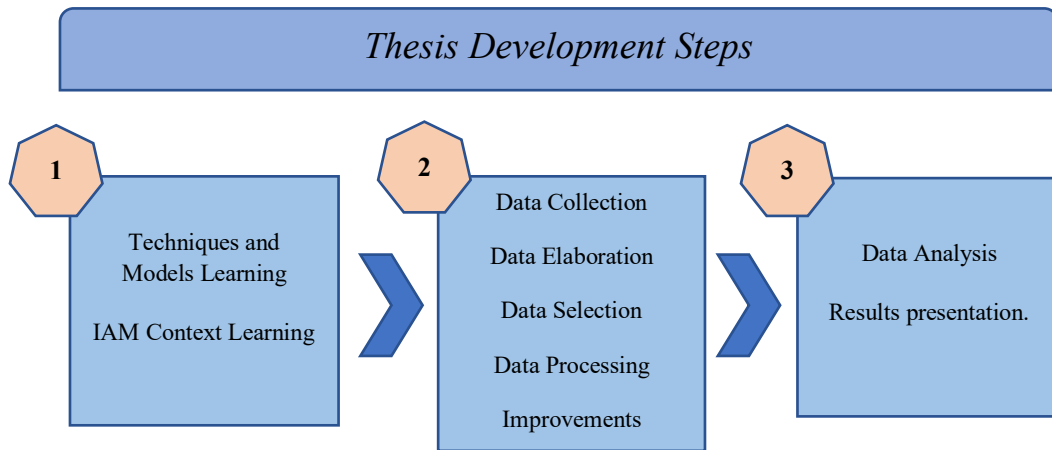 Thesis Development Steps
1
Techniques and
Models Learning
IAM Context Learning
2
Data Collection
Data Elaboration
Data Selection
Data Processing
Improvements
3
Data Analysis
Results presentation.